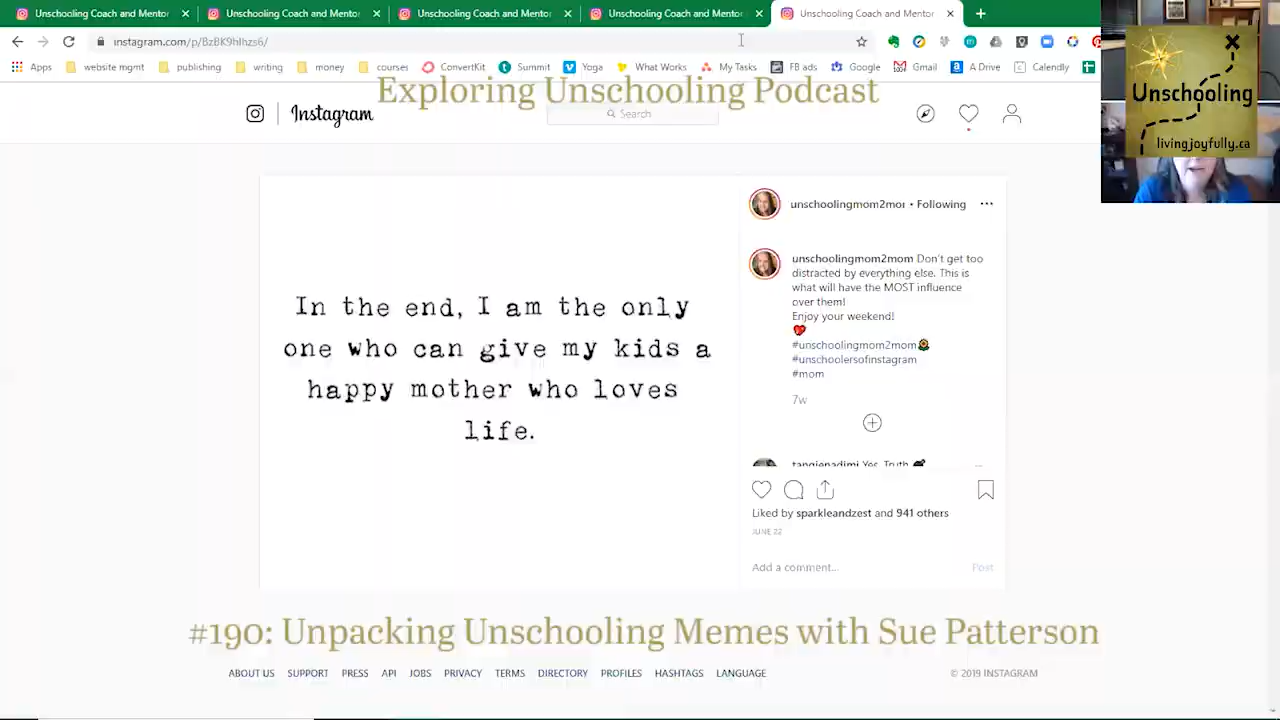 Unschooling Coach and Mentor
Unschooling Coach and Mentor
Unschooling Coach and Mentor
Unschooling Coach and Mentor
Unschooling Coach and Mentor
instagram.com/p/BzBK9hlhzs6/
Apps
website mgmt
publishing
writing
money
courses
ConvertKit
Summit
Yoga
What Works
My Tasks
FB ads
Google
Gmail
A Drive
Calendly
Exploring Unschooling Podcast
Instagram
Search
Unschooling
livingjoyfully.ca
In the end, I am the only
one who can give my kids a
happy mother who loves
life.
unschoolingmom2mor • Following
unschoolingmom2mom Don't get too
distracted by everything else. This is
what will have the MOST influence
over them!
Enjoy your weekend!
❤️
#unschoolingmom2mom🌻
#unschoolersofinstagram
#mom
7w
tangienadimi Yes. Truth
Liked by sparkleandzest and 941 others
JUNE 22
Add a comment...
Post
#190: Unpacking Unschooling Memes with Sue Patterson
ABOUT US SUPPORT PRESS API JOBS PRIVACY TERMS DIRECTORY PROFILES HASHTAGS LANGUAGE
© 2019 INSTAGRAM